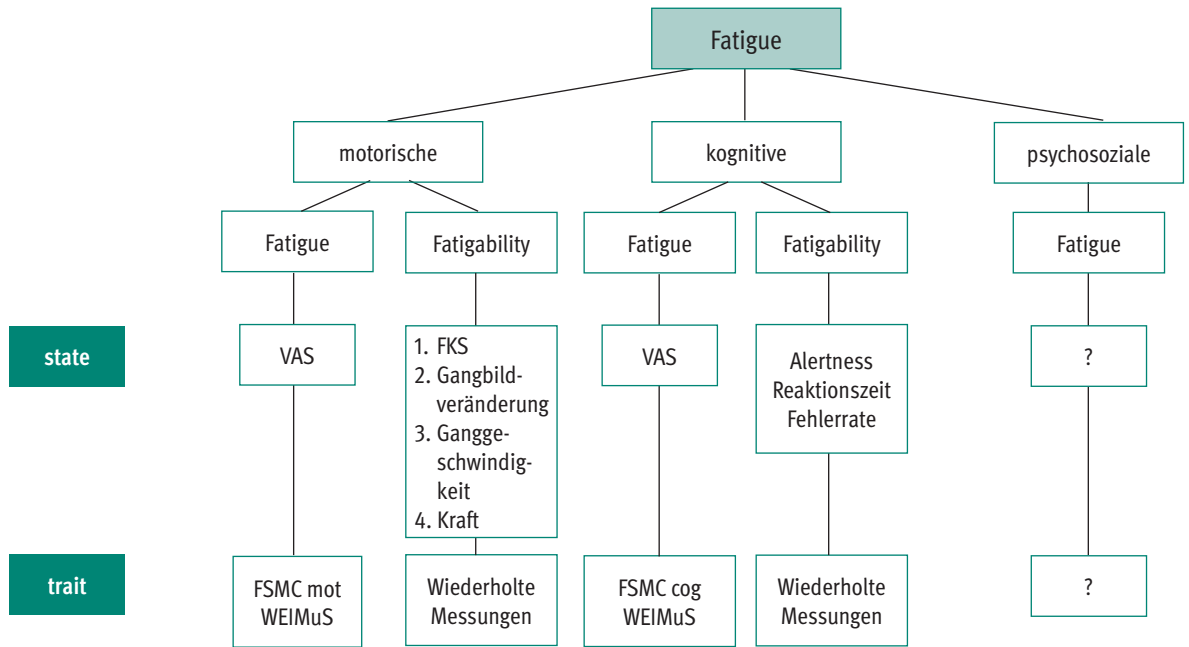 Fatigue
motorische
kognitive
psychosoziale
Fatigue
Fatigability
Fatigue
Fatigability
Fatigue
state
VAS
1. FKS
2. Gangbild-
veränderung
3. Gangge-
schwindig-
keit
4. Kraft
VAS
Alertness
Reaktionszeit
Fehlerrate
?
trait
FSMC mot
WEIMuS
Wiederholte
Messungen
FSMC cog
WEIMuS
Wiederholte
Messungen
?